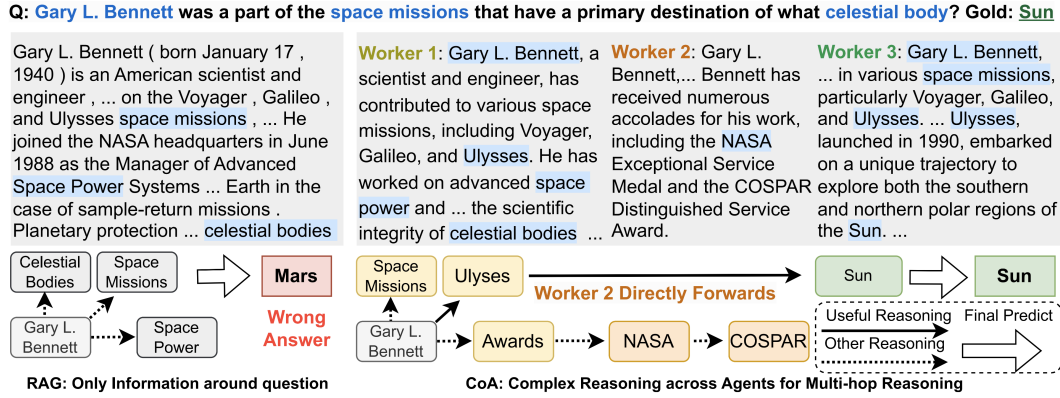 Q: Gary L. Bennett was a part of the space missions that have a primary destination of what celestial body? Gold: Sun
Gary L. Bennett ( born January 17 ,
1940 ) is an American scientist and
engineer , ... on the Voyager , Galileo ,
and Ulysses space missions , ... He
joined the NASA headquarters in June
1988 as the Manager of Advanced
Space Power Systems ... Earth in the
case of sample-return missions .
Planetary protection ... celestial bodies
Worker 1: Gary L. Bennett, a
scientist and engineer, has
contributed to various space
missions, including Voyager,
Galileo, and Ulysses. He has
worked on advanced space
power and ... the scientific
integrity of celestial bodies ...
Worker 2: Gary L.
Bennett,... Bennett has
received numerous
accolades for his work,
including the NASA
Exceptional Service
Medal and the COSPAR
Distinguished Service
Award.
Worker 3: Gary L. Bennett,
... in various space missions,
particularly Voyager, Galileo,
and Ulysses. ... Ulysses,
launched in 1990, embarked
on a unique trajectory to
explore both the southern
and northern polar regions of
the Sun. ...
Celestial
Bodies
Space
Missions
Gary L.
Bennett
Space
Power
Mars
Wrong
Answer
RAG: Only Information around question
Space
Missions
Ulyses
Gary L.
Bennett
Awards
NASA
COSPAR
Worker 2 Directly Forwards
Sun
Sun
Useful Reasoning
Other Reasoning
Final Predict
CoA: Complex Reasoning across Agents for Multi-hop Reasoning